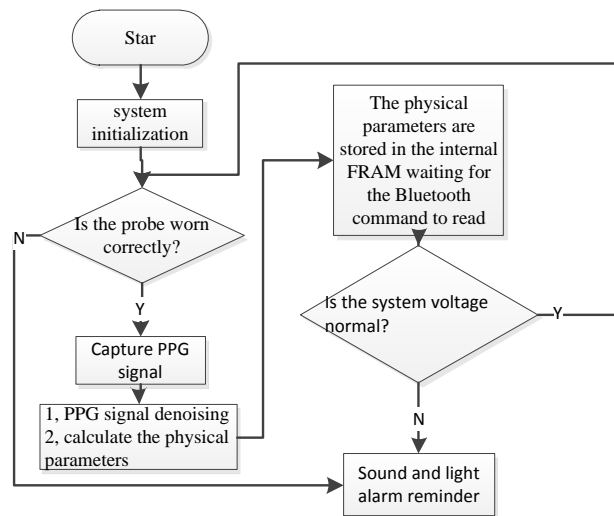 Star
system
initialization
Is the probe worn
correctly?
N
Y
Capture PPG
signal
1, PPG signal denoising
2, calculate the physical
parameters
The physical
parameters are
stored in the internal
FRAM waiting for
the Bluetooth
command to read
Is the system voltage
normal?
Y
N
Sound and light
alarm reminder